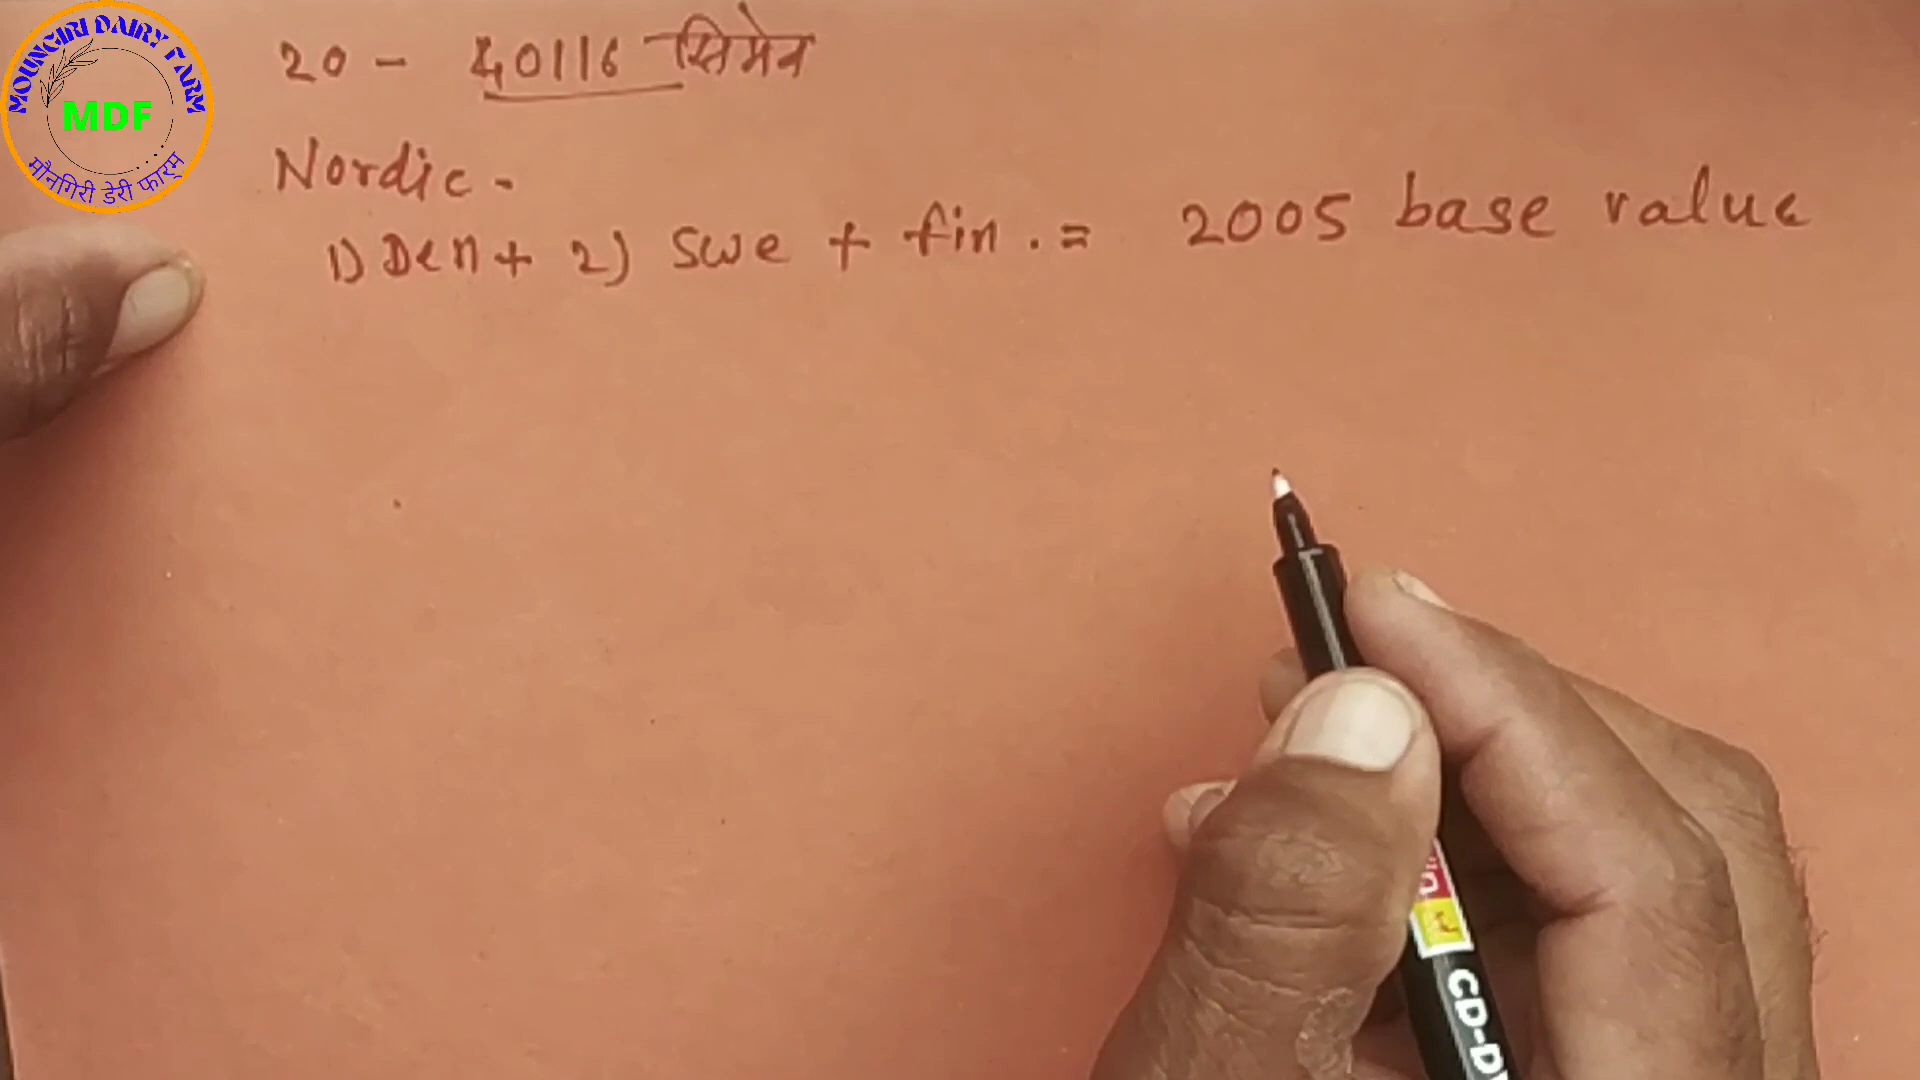 MOUNGIRI DAIRY FARM
MDF
मौनगिरी डेरी फार्म
20 - 40116 सिमेन
Nordic -
1) Den + 2) Swe + fin . = 2005 base value
CD-D